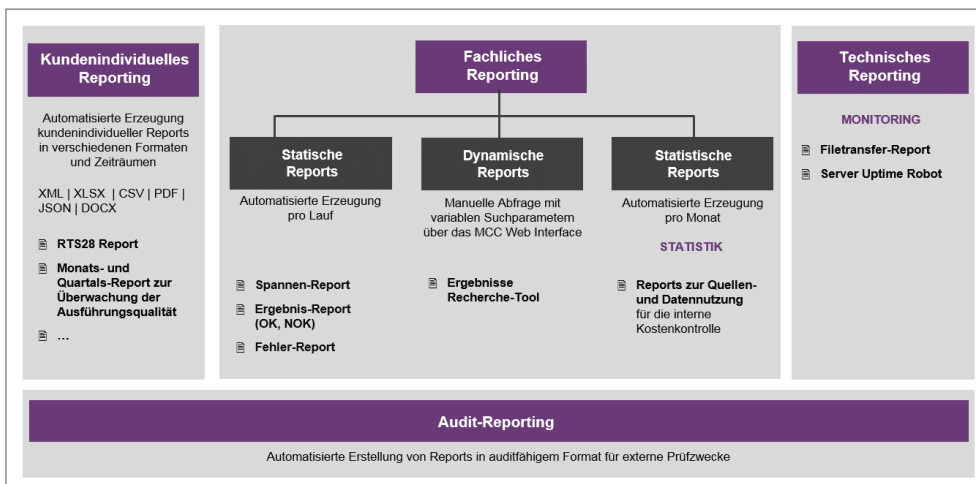 Kundenindividuelles
Reporting
Automatisierte Erzeugung
kundenindividueller Reports
in verschiedenen Formaten
und Zeiträumen
XML | XLSX | CSV | PDF |
JSON | DOCX
RTS28 Report
Monats- und
Quartals-Report zur
Überwachung der
Ausführungsqualität
...
Fachliches
Reporting
Statische
Reports
Automatisierte Erzeugung
pro Lauf
Spannen-Report
Ergebnis-Report
(OK, NOK)
Fehler-Report
Dynamische
Reports
Manuelle Abfrage mit
variablen Suchparametern
über das MCC Web Interface
Ergebnisse
Recherche-Tool
Statistische
Reports
Automatisierte Erzeugung
pro Monat
STATISTIK
Reports zur Quellen-
und Datennutzung
für die interne
Kostenkontrolle
Technisches
Reporting
MONITORING
Filetransfer-Report
Server Uptime Robot
Audit-Reporting
Automatisierte Erstellung von Reports in auditfähigem Format für externe Prüfzwecke